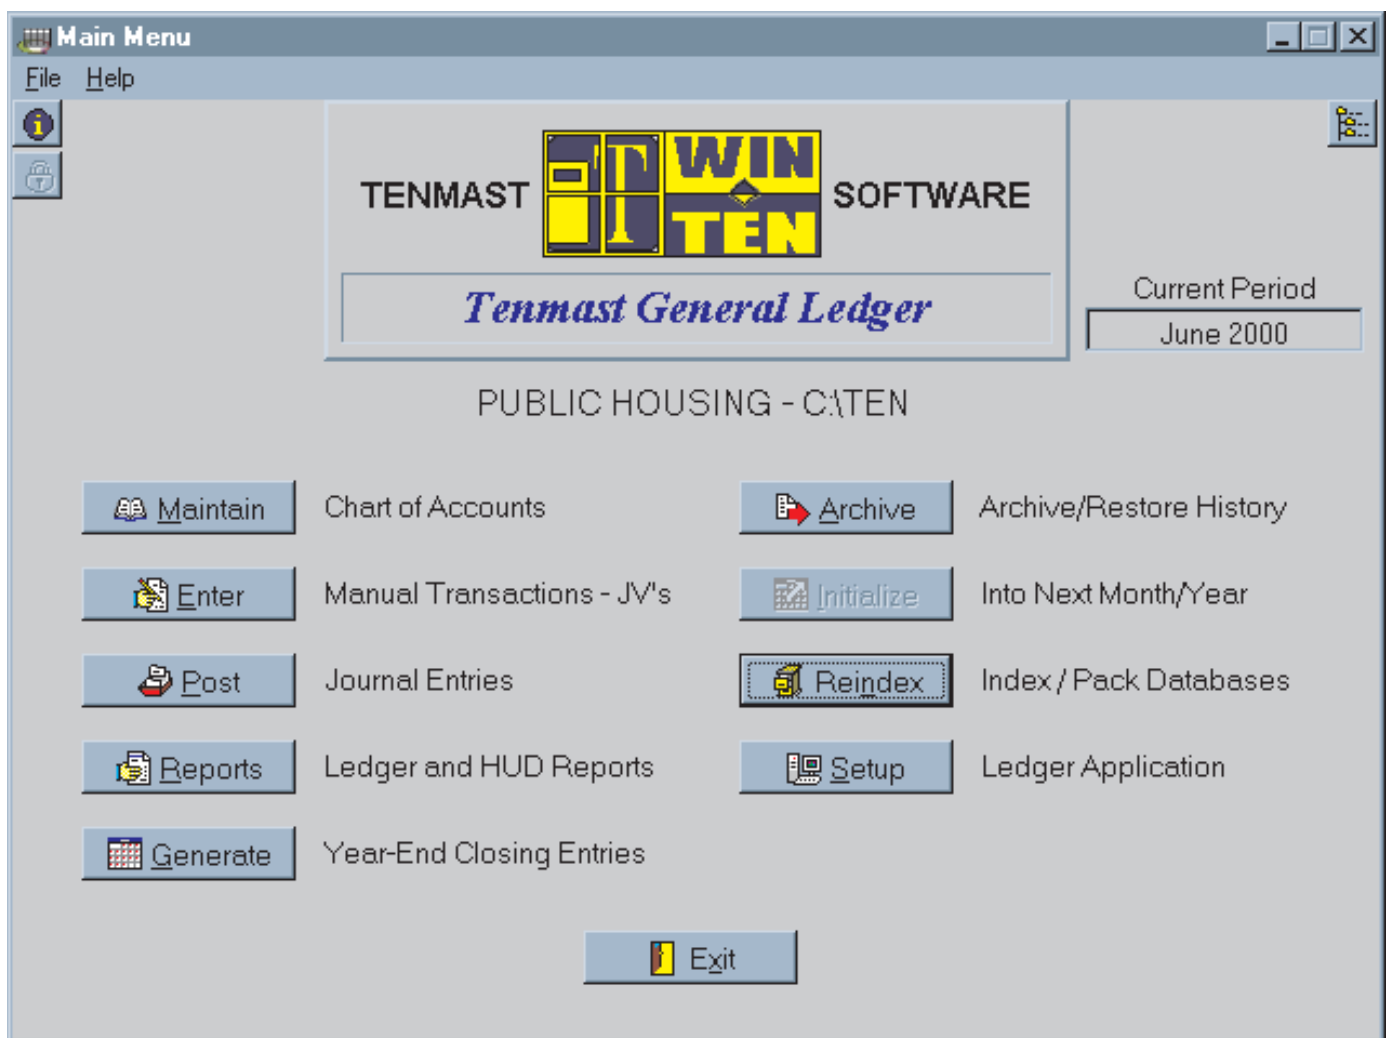 Main Menu
File Help
TENMAST T WIN TEN SOFTWARE
Tenmast General Ledger
Current Period
June 2000
PUBLIC HOUSING - C:\TEN
Maintain Chart of Accounts Archive Archive/Restore History
Enter Manual Transactions - JV's Initialize Into Next Month/Year
Post Journal Entries Reindex Index / Pack Databases
Reports Ledger and HUD Reports Setup Ledger Application
Generate Year-End Closing Entries
Exit